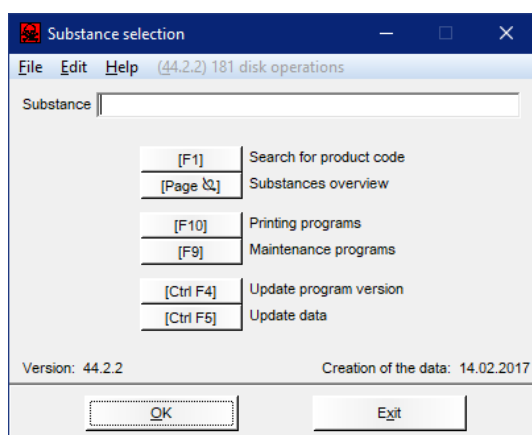 Substance selection
File Edit Help (44.2.2) 181 disk operations
Substance
[F1] Search for product code
[Page ] Substances overview
[F10] Printing programs
[F9] Maintenance programs
[Ctrl F4] Update program version
[Ctrl F5] Update data
Version: 44.2.2 Creation of the data: 14.02.2017
OK Exit